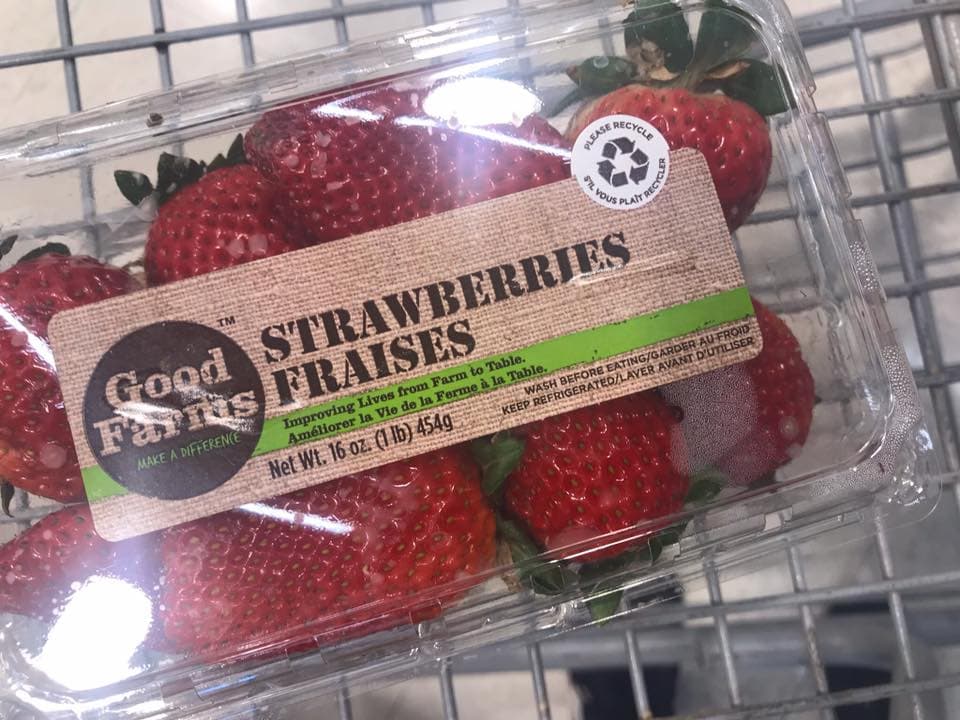 PLEASE RECYCLE
S'IL VOUS PLAÎT RECYCLER
STRAWBERRIES
FRAISES
Good
Farms
TM
MAKE A DIFFERENCE
Improving Lives from Farm to Table.
Améliorer la Vie de la Ferme à la Table.
Net Wt. 16 oz. (1 lb) 454g
WASH BEFORE EATING/GARDER AU FROID
KEEP REFRIGERATED/LAVER AVANT D'UTILISER